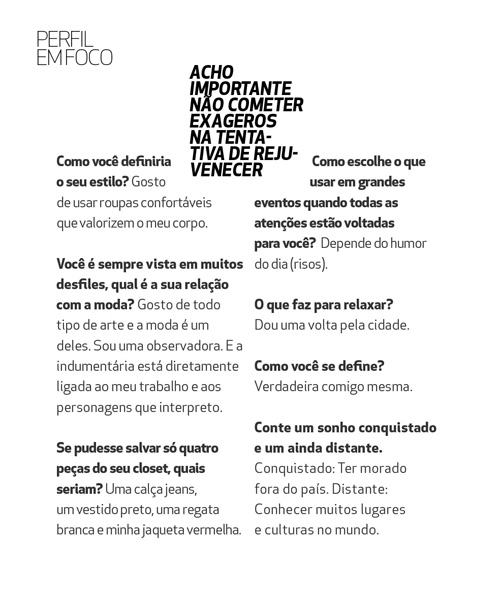 PERFIL
EM FOCO
ACHO
IMPORTANTE
NÃO COMETER
EXAGEROS
NA TENTA-
TIVA DE REJU-
VENECER
Como você definiria
o seu estilo? Gosto
de usar roupas confortáveis
que valorizem o meu corpo.
Você é sempre vista em muitos
desfiles, qual é a sua relação
com a moda? Gosto de todo
tipo de arte e a moda é um
deles. Sou uma observadora. E a
indumentária está diretamente
ligada ao meu trabalho e aos
personagens que interpreto.
Se pudesse salvar só quatro
peças do seu closet, quais
seriam? Uma calça jeans,
um vestido preto, uma regata
branca e minha jaqueta vermelha.
Como escolhe o que
usar em grandes
eventos quando todas as
atenções estão voltadas
para você? Depende do humor
do dia (risos).
O que faz para relaxar?
Dou uma volta pela cidade.
Como você se define?
Verdadeira comigo mesma.
Conte um sonho conquistado
e um ainda distante.
Conquistado: Ter morado
fora do país. Distante:
Conhecer muitos lugares
e culturas no mundo.